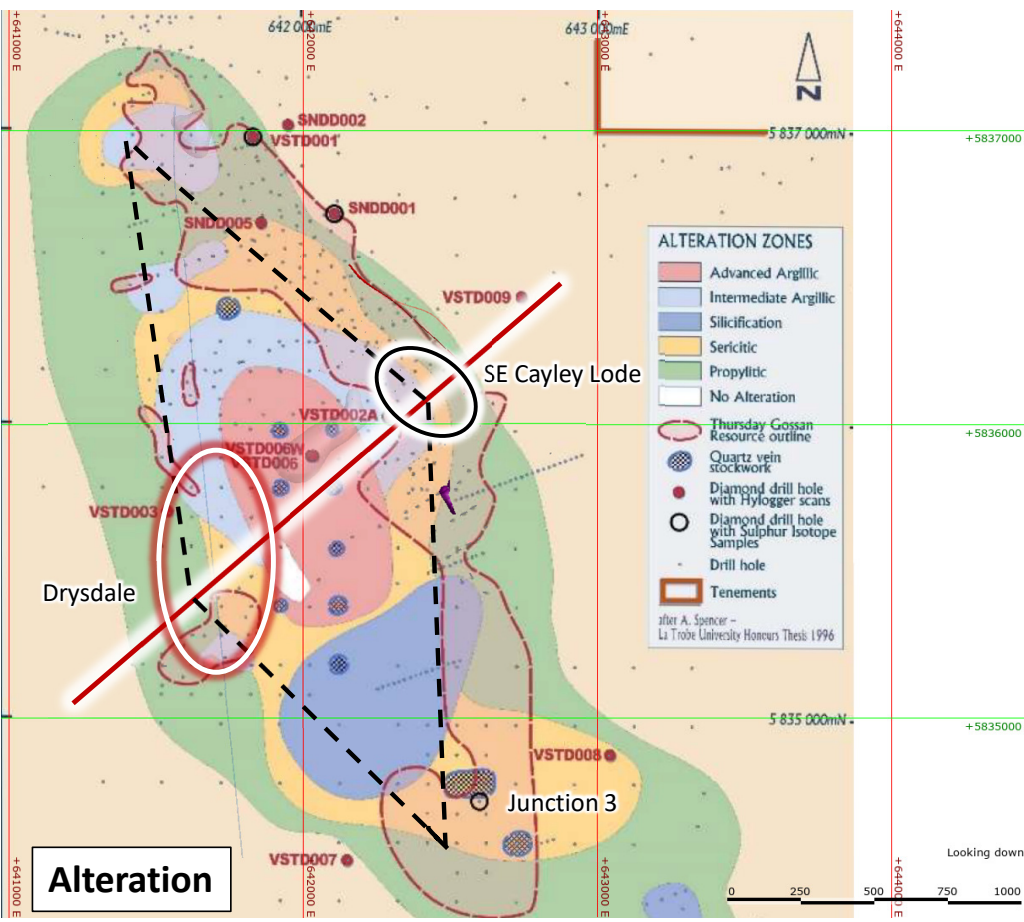 642 000mE
643 000mE
+641000 E
+642000 E
+643000 E
+644000 E
N
SNDD002
VSTD001
5 837 000mN
+5837000
SNDD001
SNDD005
ALTERATION ZONES
Advanced Argillic
Intermediate Argillic
Silicification
Sericitic
Propylitic
No Alteration
Thursday Gossan
Resource outline
Quartz vein
stockwork
Diamond drill hole
with Hylogger scans
Diamond drill hole
with Sulphur Isotope
Samples
Drill hole
Tenements
after A. Spencer –
La Trobe University Honours Thesis 1996
VSTD009
SE Cayley Lode
VSTD002A
+5836000
VSTD006W
VSTD006
VSTD003
Drysdale
5 835 000mN
+5835000
VSTD008
Junction 3
VSTD007
Alteration
Looking down
0 250 500 750 1000
+641000 E
+642000 E
+643000 E
+644000 E